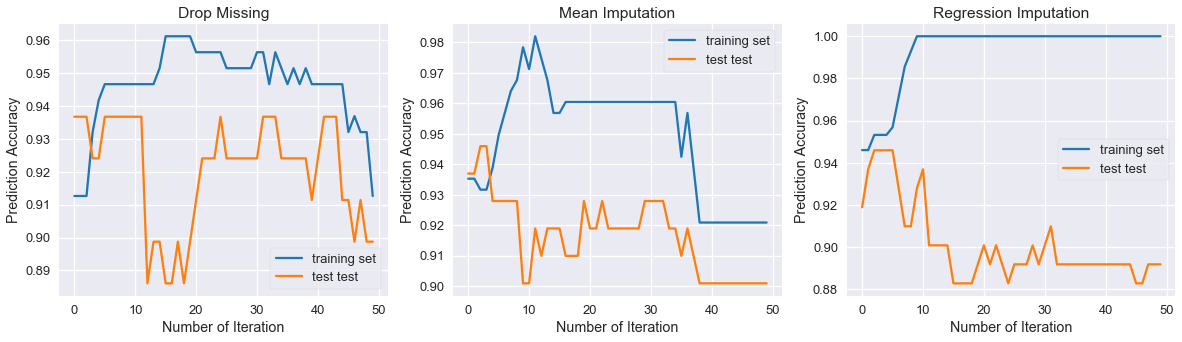 Drop Missing
Prediction Accuracy
0.96
0.95
0.94
0.93
0.92
0.91
0.90
0.89
training set
test test
0
10
20
30
40
50
Number of Iteration
Mean Imputation
Prediction Accuracy
0.98
0.97
0.96
0.95
0.94
0.93
0.92
0.91
0.90
training set
test test
0
10
20
30
40
50
Number of Iteration
Regression Imputation
Prediction Accuracy
1.00
0.98
0.96
0.94
0.92
0.90
0.88
training set
test test
0
10
20
30
40
50
Number of Iteration